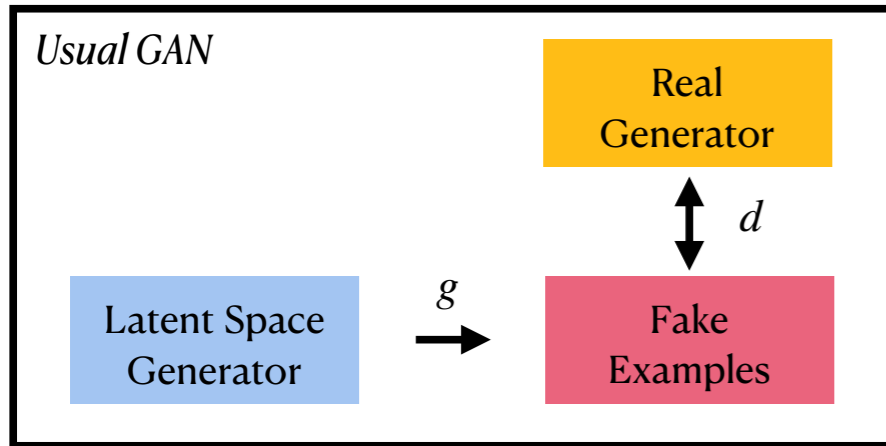 Usual GAN
Real
Generator
d
g
Latent Space
Generator
Fake
Examples